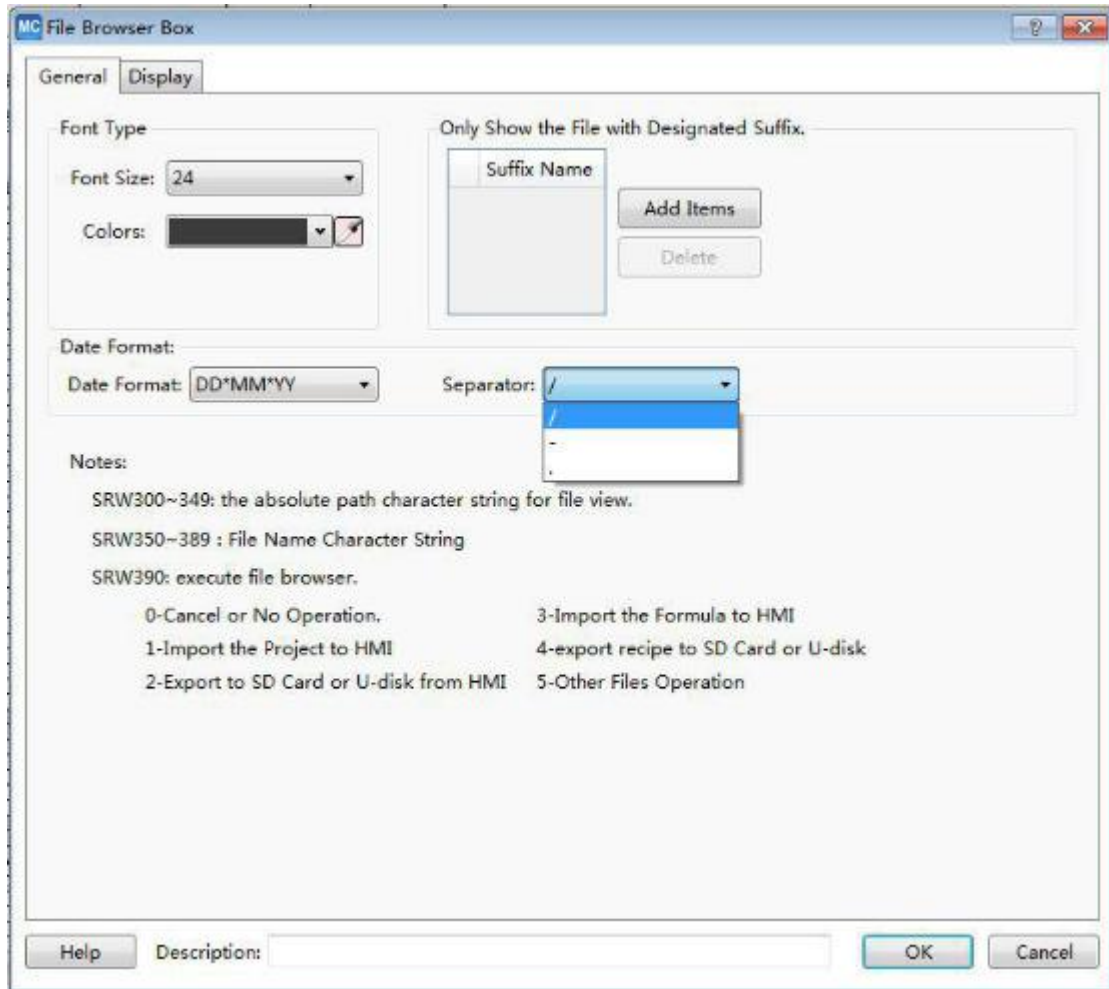 MC File Browser Box
General Display
Font Type
Font Size: 24
Colors:
Only Show the File with Designated Suffix.
Suffix Name
Add Items
Delete
Date Format:
Date Format: DD*MM*YY Separator: /
/
-
.
Notes:
SRW300~349: the absolute path character string for file view.
SRW350~389 : File Name Character String
SRW390: execute file browser.
0-Cancel or No Operation. 3-Import the Formula to HMI
1-Import the Project to HMI 4-export recipe to SD Card or U-disk
2-Export to SD Card or U-disk from HMI 5-Other Files Operation
Help Description: OK Cancel